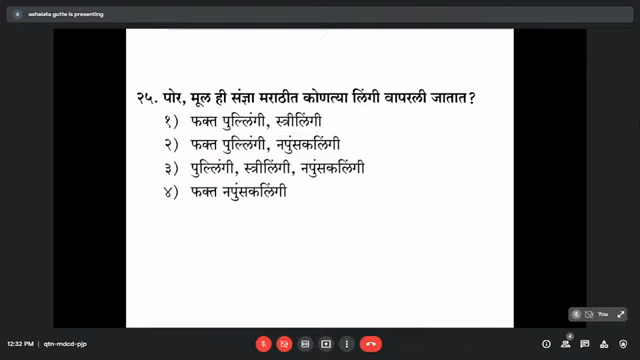 ashalata gutte is presenting
२५. पोर, मूल ही संज्ञा मराठीत कोणत्या लिंगी वापरली जातात?
१) फक्त पुल्लिंगी, स्त्रीलिंगी
२) फक्त पुल्लिंगी, नपुंसकलिंगी
३) पुल्लिंगी, स्त्रीलिंगी, नपुंसकलिंगी
४) फक्त नपुंसकलिंगी
You
12:32 PM | qtn-mdcd-pjp